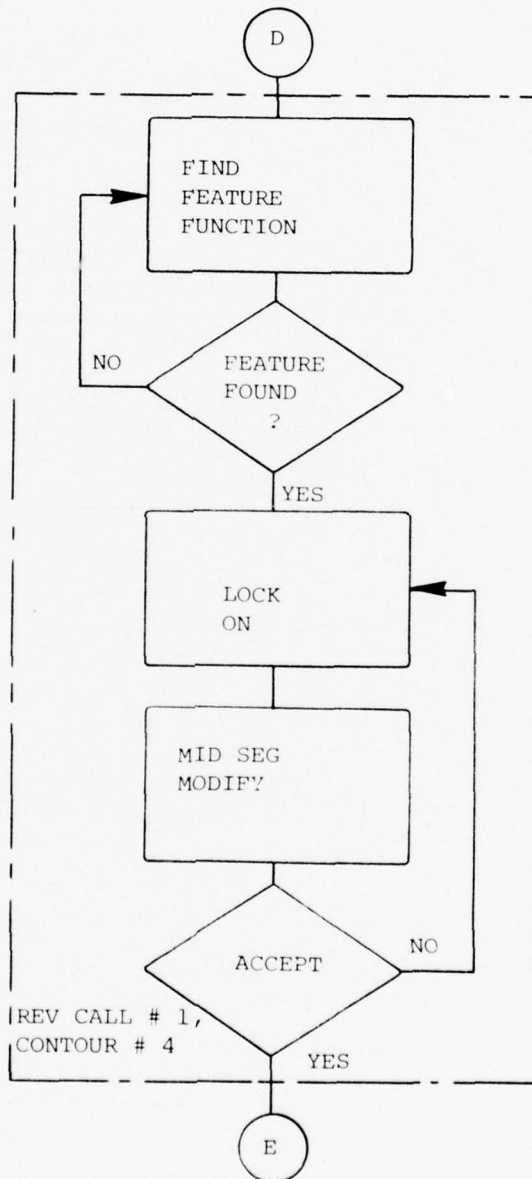 D
FIND
FEATURE
FUNCTION
NO
FEATURE
FOUND
?
YES
LOCK
ON
MID SEG
MODIFY
ACCEPT
NO
REV CALL # 1,
CONTOUR # 4
YES
E